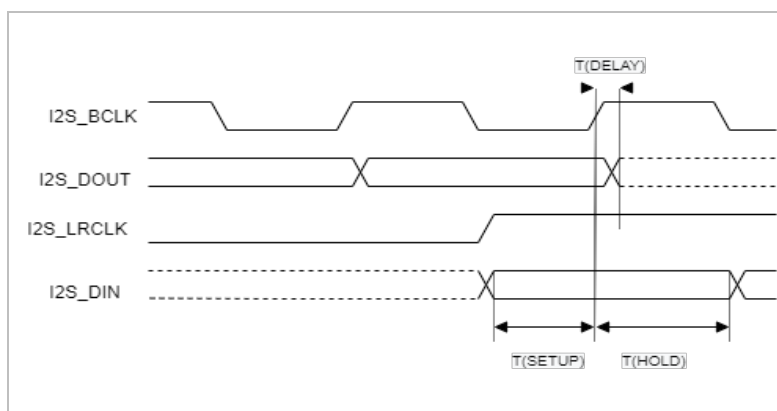 T(DELAY)
I2S_BCLK
I2S_DOUT
I2S_LRCLK
I2S_DIN
T(SETUP) T(HOLD)